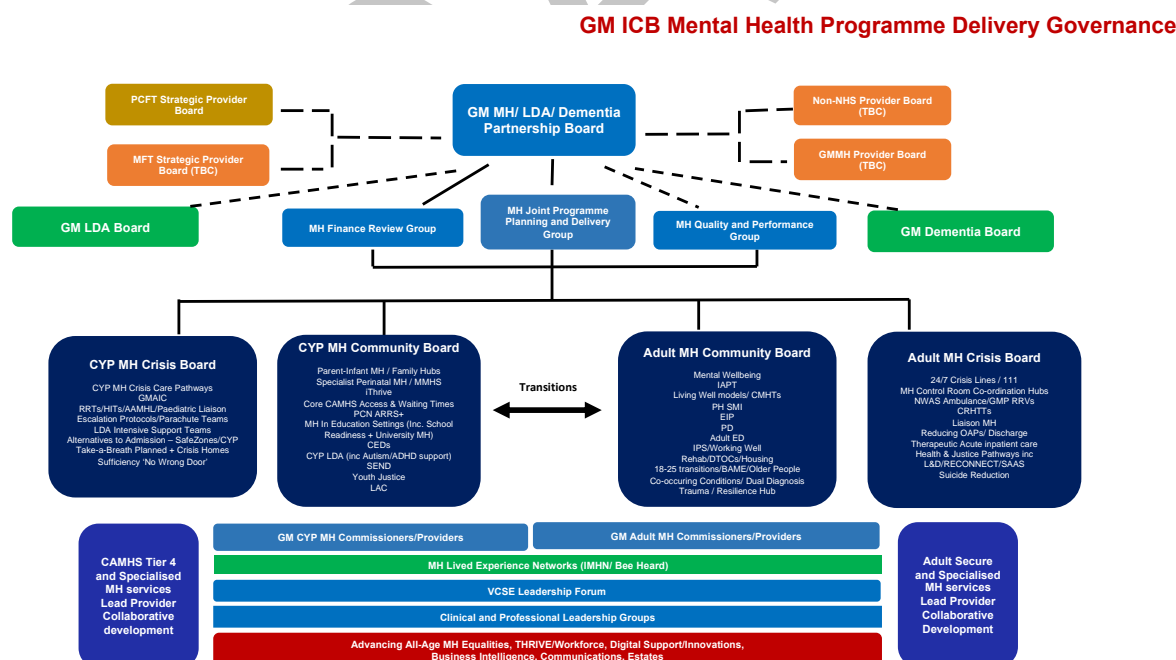 GM ICB Mental Health Programme Delivery Governance
PCFT Strategic Provider
Board
GM MH/ LDA/ Dementia
Partnership Board
Non-NHS Provider Board
(TBC)
MFT Strategic Provider
Board (TBC)
GMMH Provider Board
(TBC)
GM LDA Board
MH Finance Review Group
MH Joint Programme
Planning and Delivery
Group
MH Quality and Performance
Group
GM Dementia Board
CYP MH Crisis Board
CYP MH Crisis Care Pathways
GMAIC
RRTs/HITs/AAMHL/Paediatric Liaison
Escalation Protocols/Parachute Teams
LDA Intensive Support Teams
Alternatives to Admission – SafeZones/CYP
Take-a-Breath Planned + Crisis Homes
Sufficiency 'No Wrong Door'
CYP MH Community Board
Parent-Infant MH / Family Hubs
Specialist Perinatal MH / MMHS
iThrive
Core CAMHS Access & Waiting Times
PCN ARRS+
MH In Education Settings (Inc. School
Readiness + University MH)
CEDs
CYP LDA (inc Autism/ADHD support)
SEND
Youth Justice
LAC
Transitions
Adult MH Community Board
Mental Wellbeing
IAPT
Living Well models/ CMHTs
PH SMI
EIP
PD
Adult ED
IPS/Working Well
Rehab/DTOCs/Housing
18-25 transitions/BAME/Older People
Co-occuring Conditions/ Dual Diagnosis
Trauma / Resilience Hub
Adult MH Crisis Board
24/7 Crisis Lines / 111
MH Control Room Co-ordination Hubs
NWAS Ambulance/GMP RRVs
CRHTTs
Liaison MH
Reducing OAPs/ Discharge
Therapeutic Acute inpatient care
Health & Justice Pathways inc
L&D/RECONNECT/SAAS
Suicide Reduction
CAMHS Tier 4
and Specialised
MH services
Lead Provider
Collaborative
development
GM CYP MH Commissioners/Providers
GM Adult MH Commissioners/Providers
MH Lived Experience Networks (IMHN/ Bee Heard)
VCSE Leadership Forum
Clinical and Professional Leadership Groups
Advancing All-Age MH Equalities, THRIVE/Workforce, Digital Support/Innovations,
Business Intelligence, Communications, Estates
Adult Secure
and Specialised
MH services
Lead Provider
Collaborative
Development